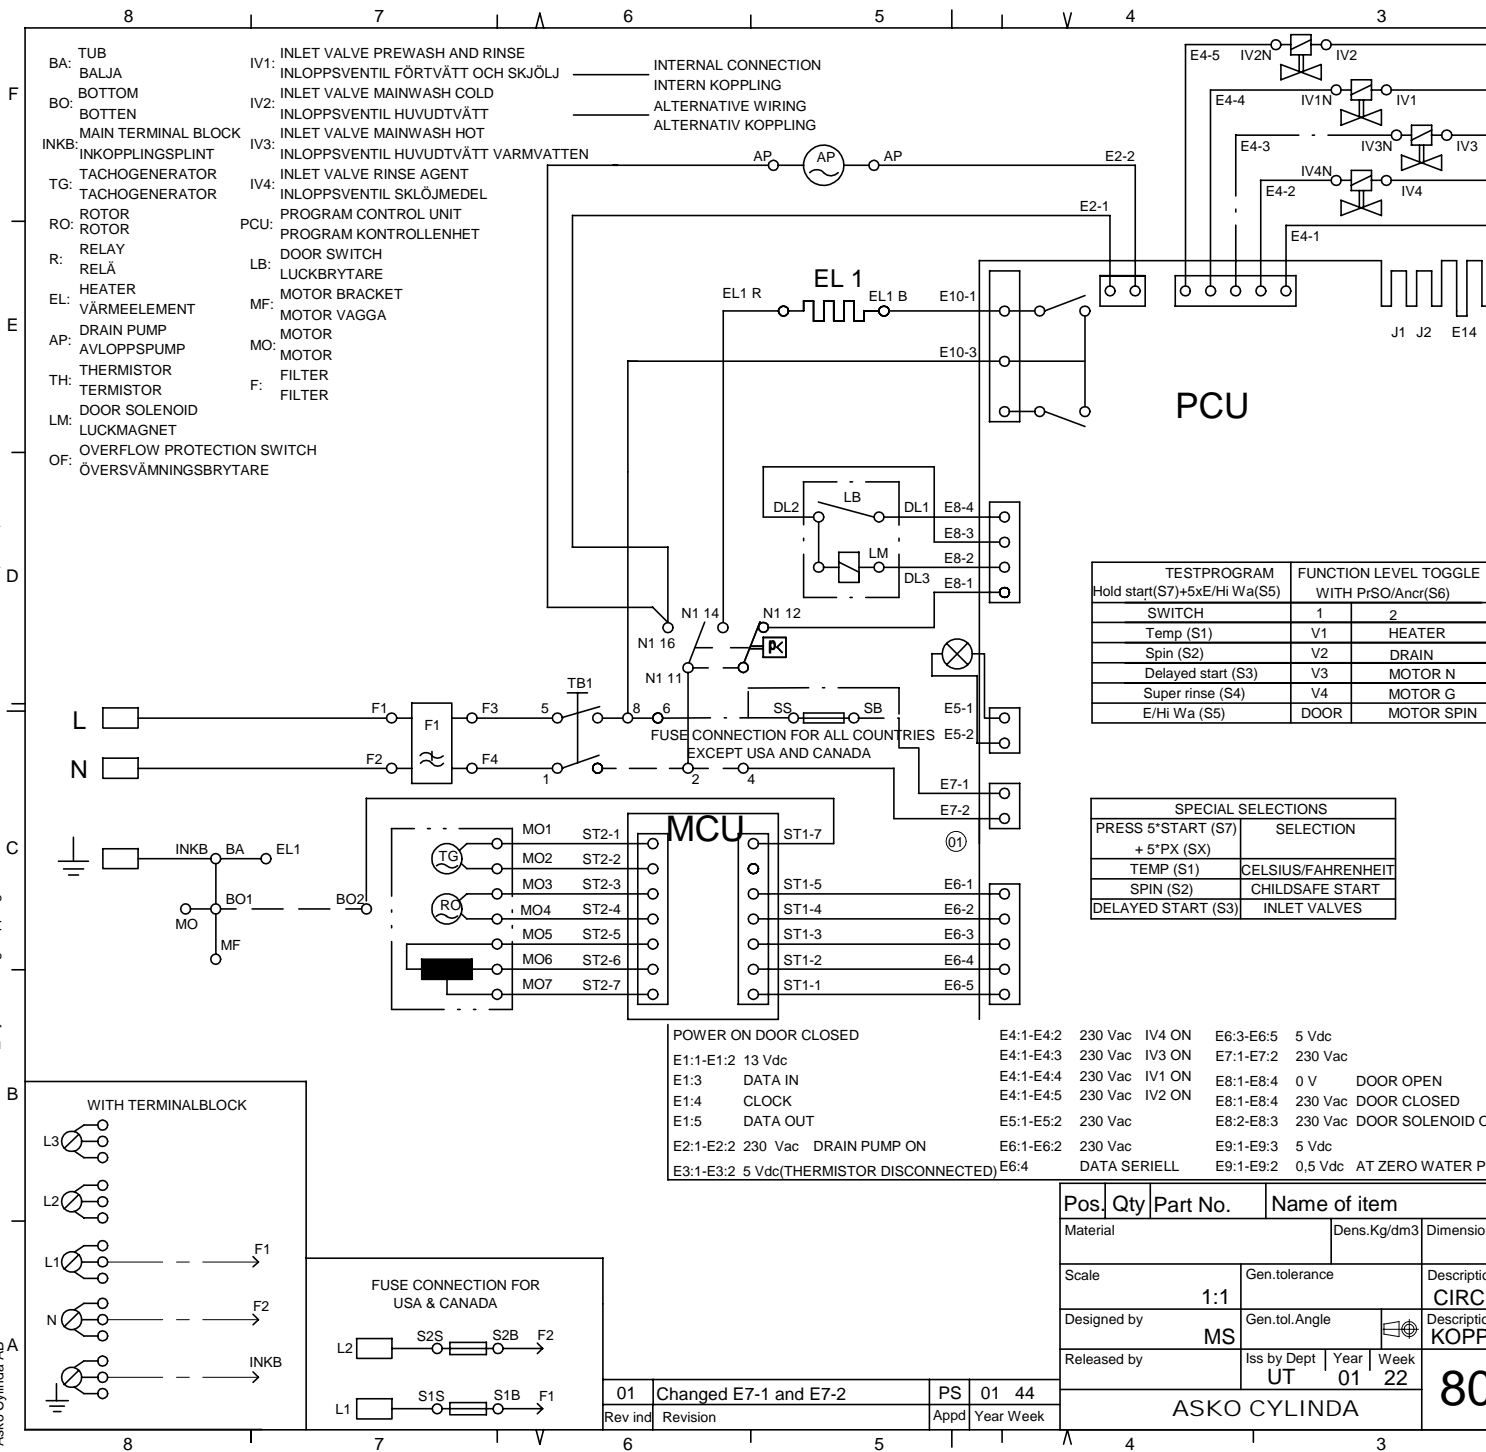 8 7 6 5 4 3
BA: TUB
BALJA
BO: BOTTOM
BOTTEN
INKB: MAIN TERMINAL BLOCK
INKOPPLINGSPLINT
TG: TACHOGENERATOR
TACHOGENERATOR
RO: ROTOR
ROTOR
R: RELAY
RELÄ
EL: HEATER
VÄRMEELEMENT
AP: DRAIN PUMP
AVLOPPSPUMP
TH: THERMISTOR
TERMISTOR
LM: DOOR SOLENOID
LUCKMAGNET
OF: OVERFLOW PROTECTION SWITCH
ÖVERSVÄMNINGSBRYTARE
IV1: INLET VALVE PREWASH AND RINSE
INLOPPSVENTIL FÖRTVÄTT OCH SKJÖLJ
IV2: INLET VALVE MAINWASH COLD
INLOPPSVENTIL HUVUDTVÄTT
IV3: INLET VALVE MAINWASH HOT
INLOPPSVENTIL HUVUDTVÄTT VARMVATTEN
IV4: INLET VALVE RINSE AGENT
INLOPPSVENTIL SKLÖJMEDEL
PCU: PROGRAM CONTROL UNIT
PROGRAM KONTROLLENHET
LB: DOOR SWITCH
LUCKBRYTARE
MF: MOTOR BRACKET
MOTOR VAGGA
MO: MOTOR
MOTOR
F: FILTER
FILTER
INTERNAL CONNECTION
INTERN KOPPLING
ALTERNATIVE WIRING
ALTERNATIV KOPPLING
F
E
D
C
B
A
E4-5 IV2N IV2
E4-4 IV1N IV1
E4-3 IV3N IV3
E4-2 IV4N IV4
E4-1
AP AP AP E2-2
E2-1
EL 1
EL1 R EL1 B E10-1
E10-3
J1 J2 E14
PCU
DL2 LB DL1 E8-4
E8-3
LM E8-2
DL3 E8-1
N1 14 N1 12
N1 16
N1 11
P<
TB1
L F1 F1 F3 5 8 6 SS SB E5-1
FUSE CONNECTION FOR ALL COUNTRIES
EXCEPT USA AND CANADA
E5-2
N F2 F4 1 2 4
E7-1
E7-2
01
TESTPROGRAM FUNCTION LEVEL TOGGLE
Hold start(S7)+5xE/Hi Wa(S5) WITH PrSO/Ancr(S6)
SWITCH 1 2
Temp (S1) V1 HEATER
Spin (S2) V2 DRAIN
Delayed start (S3) V3 MOTOR N
Super rinse (S4) V4 MOTOR G
E/Hi Wa (S5) DOOR MOTOR SPIN
SPECIAL SELECTIONS
PRESS 5*START (S7) SELECTION
+ 5*PX (SX)
TEMP (S1) CELSIUS/FAHRENHEIT
SPIN (S2) CHILDSAFE START
DELAYED START (S3) INLET VALVES
INKB BA EL1
BO1 BO2
MO
MF
MCU
TG
RO
MO1 ST2-1 ST1-7
MO2 ST2-2
MO3 ST2-3 ST1-5 E6-1
MO4 ST2-4 ST1-4 E6-2
MO5 ST2-5 ST1-3 E6-3
MO6 ST2-6 ST1-2 E6-4
MO7 ST2-7 ST1-1 E6-5
POWER ON DOOR CLOSED
E1:1-E1:2 13 Vdc
E1:3 DATA IN
E1:4 CLOCK
E1:5 DATA OUT
E2:1-E2:2 230 Vac DRAIN PUMP ON
E3:1-E3:2 5 Vdc(THERMISTOR DISCONNECTED)
E4:1-E4:2 230 Vac IV4 ON
E4:1-E4:3 230 Vac IV3 ON
E4:1-E4:4 230 Vac IV1 ON
E4:1-E4:5 230 Vac IV2 ON
E5:1-E5:2 230 Vac
E6:1-E6:2 230 Vac
E6:4 DATA SERIELL
E6:3-E6:5 5 Vdc
E7:1-E7:2 230 Vac
E8:1-E8:4 0 V DOOR OPEN
E8:1-E8:4 230 Vac DOOR CLOSED
E8:2-E8:3 230 Vac DOOR SOLENOID
E9:1-E9:3 5 Vdc
E9:1-E9:2 0,5 Vdc AT ZERO WATER P
WITH TERMINALBLOCK
L3
L2
L1 F1
N F2
INKB
FUSE CONNECTION FOR
USA & CANADA
L2 S2S S2B F2
L1 S1S S1B F1
01 Changed E7-1 and E7-2 PS 01 44
Rev ind Revision Appd Year Week
Pos. Qty Part No. Name of item
Material Dens.Kg/dm3 Dimensio
Scale 1:1 Gen.tolerance Descripti
CIRC
Designed by MS Gen.tol.Angle Descripti
KOPP
Released by Iss by Dept Year Week
UT 01 22
ASKO CYLINDA 80
Asko Cylinda AB
8 7 6 5 4 3